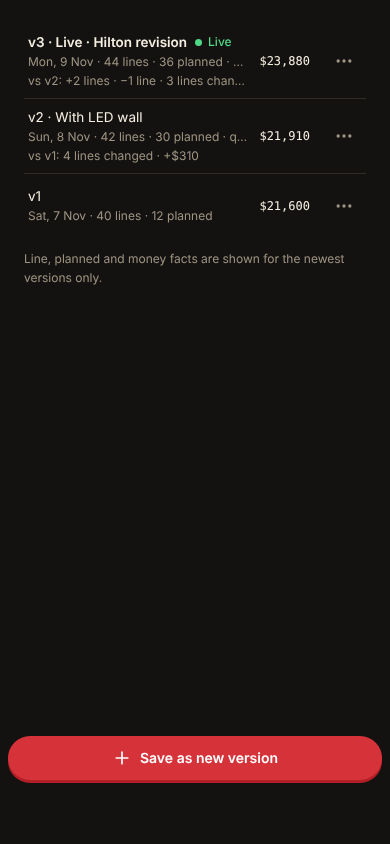 v3 · Live · Hilton revision ● Live
Mon, 9 Nov · 44 lines · 36 planned · ...
$23,880
vs v2: +2 lines · −1 line · 3 lines chan...
v2 · With LED wall
Sun, 8 Nov · 42 lines · 30 planned · q...
$21,910
vs v1: 4 lines changed · +$310
v1
Sat, 7 Nov · 40 lines · 12 planned
$21,600
Line, planned and money facts are shown for the newest
versions only.
Save as new version